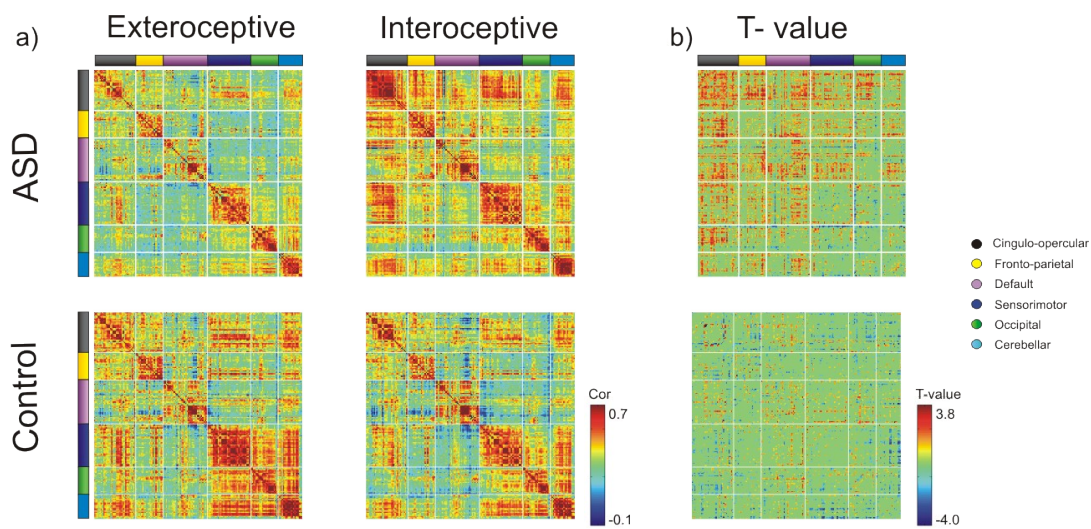 a)
Exteroceptive
Interoceptive
b)
T- value
ASD
Control
Cor
0.7
-0.1
T-value
3.8
-4.0
Cingulo-opercular
Fronto-parietal
Default
Sensorimotor
Occipital
Cerebellar